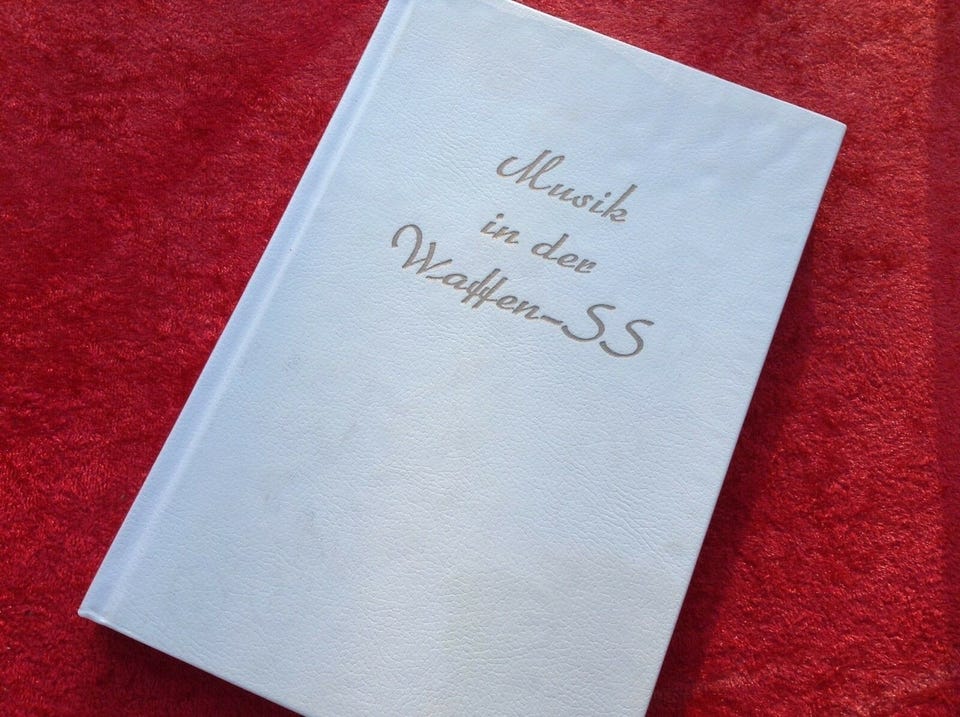 Musik
in der
Waffen-SS